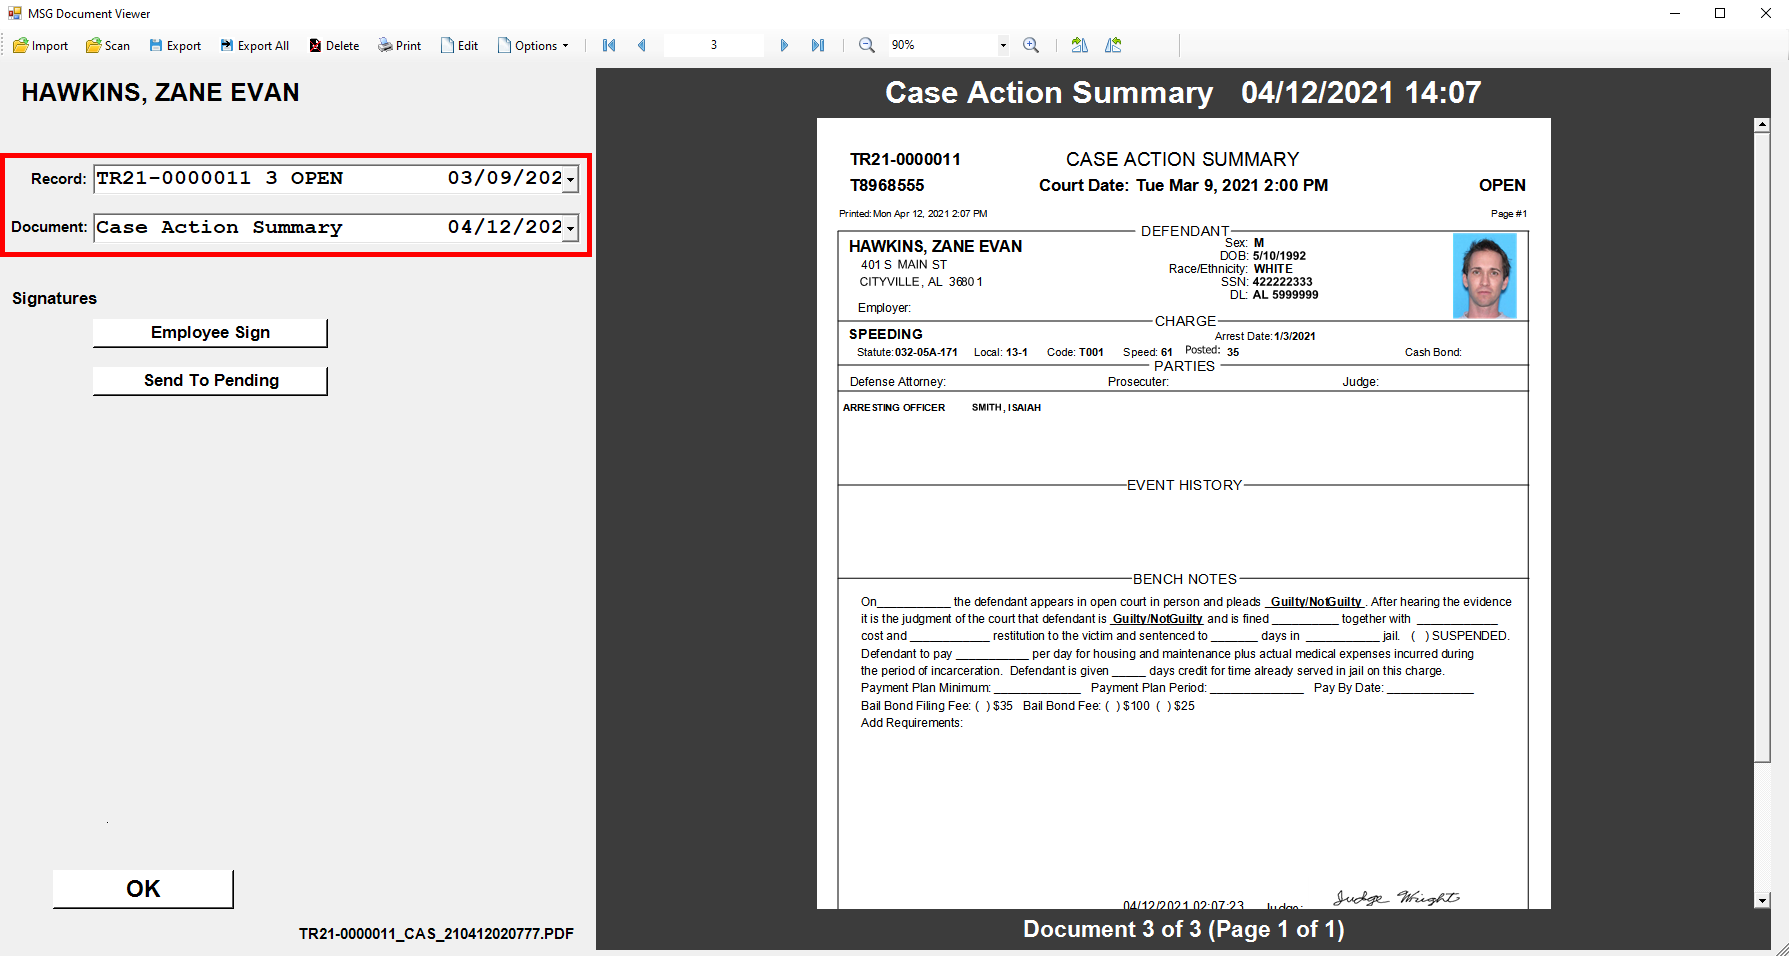 MSG Document Viewer
Import Scan Export Export All Delete Print Edit Options 3 90%
HAWKINS, ZANE EVAN
Record: TR21-0000011 3 OPEN 03/09/202
Document: Case Action Summary 04/12/202
Signatures
Employee Sign
Send To Pending
OK
TR21-0000011_CAS_210412020777.PDF
Case Action Summary 04/12/2021 14:07
TR21-0000011 CASE ACTION SUMMARY
T8968555 Court Date: Tue Mar 9, 2021 2:00 PM OPEN
Printed: Mon Apr 12, 2021 2:07 PM Page #1
DEFENDANT
HAWKINS, ZANE EVAN Sex: M
401 S MAIN ST DOB: 5/10/1992
CITYVILLE, AL 36801 Race/Ethnicity: WHITE
SSN: 422222333
DL: AL 5999999
Employer:
CHARGE
SPEEDING Arrest Date: 1/3/2021
Statute: 032-05A-171 Local: 13-1 Code: T001 Speed: 61 Posted: 35 Cash Bond:
PARTIES
Defense Attorney: Prosecuter: Judge:
ARRESTING OFFICER SMITH, ISAIAH
EVENT HISTORY
BENCH NOTES
On___________ the defendant appears in open court in person and pleads _Guilty/NotGuilty_. After hearing the evidence
it is the judgment of the court that defendant is _Guilty/NotGuilty_ and is fined __________ together with ____________
cost and ____________ restitution to the victim and sentenced to _______ days in ___________ jail. ( ) SUSPENDED.
Defendant to pay ___________ per day for housing and maintenance plus actual medical expenses incurred during
the period of incarceration. Defendant is given _____ days credit for time already served in jail on this charge.
Payment Plan Minimum: _____________ Payment Plan Period: ______________ Pay By Date: _____________
Bail Bond Filing Fee: ( ) $35 Bail Bond Fee: ( ) $100 ( ) $25
Add Requirements:
04/12/2021 02:07:23 Judge: Judge Wright
Document 3 of 3 (Page 1 of 1)